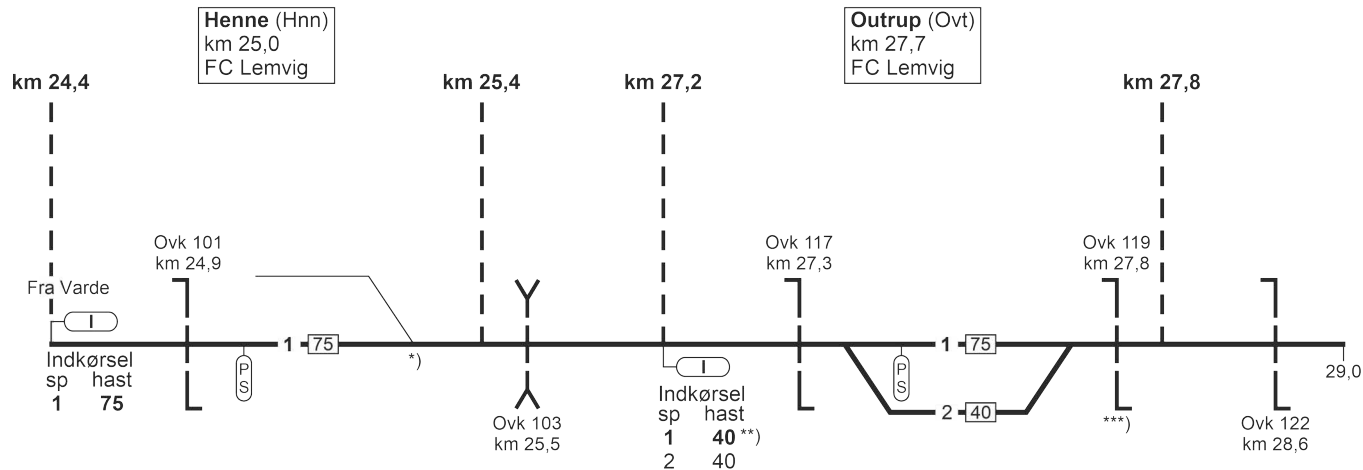 Henne (Hnn)
km 25,0
FC Lemvig
Outrup (Ovt)
km 27,7
FC Lemvig
km 24,4
km 25,4
km 27,2
km 27,8
Ovk 101
km 24,9
Ovk 117
km 27,3
Ovk 119
km 27,8
Fra Varde
I
1 75
*)
1 75
Indkørsel
sp hast
1 75
P
S
I
P
S
29,0
Indkørsel
sp hast
1 40 **)
2 40
2 40
***)
Ovk 103
km 25,5
Ovk 122
km 28,6